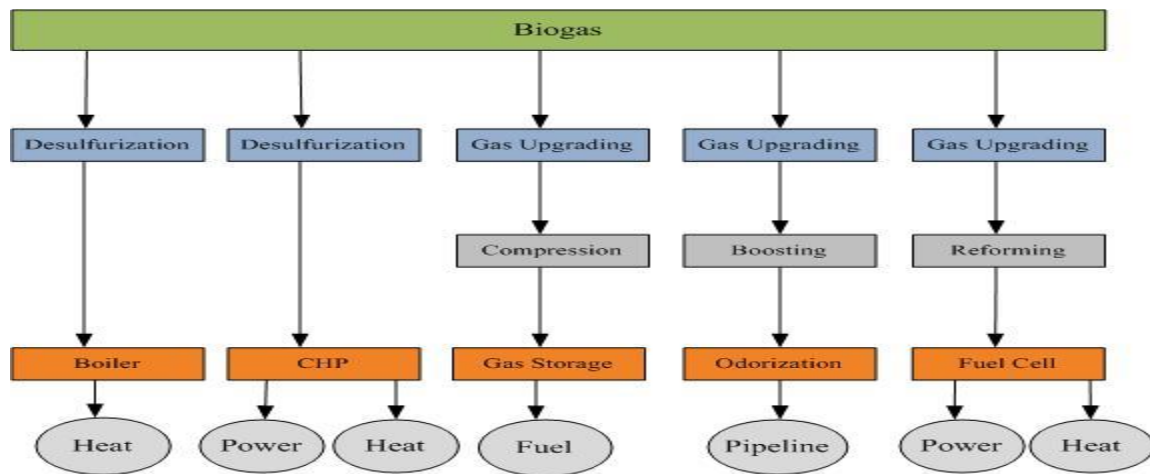 Biogas
Desulfurization Desulfurization Gas Upgrading Gas Upgrading Gas Upgrading
Compression Boosting Reforming
Boiler CHP Gas Storage Odorization Fuel Cell
Heat Power Heat Fuel Pipeline Power Heat